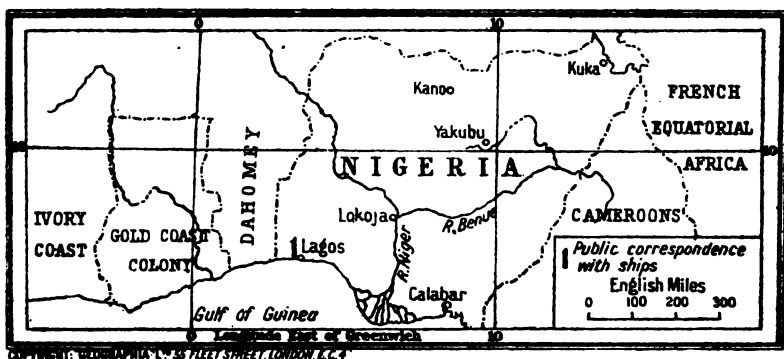 0 10
Kuka
Kano
FRENCH
EQUATORIAL
AFRICA
Yakubu
10 10
NIGERIA
DAHOMEY
IVORY
COAST
GOLD COAST
COLONY
Lokoja
R. Benue
R. Niger
CAMEROONS
Lagos
Calabar
Gulf of Guinea
Public correspondence
with ships
English Miles
0 100 200 300
0 10
Longitude East of Greenwich
COPYRIGHT: "GEOGRAPHIA" LTD 55 FLEET STREET, LONDON, E.C.4